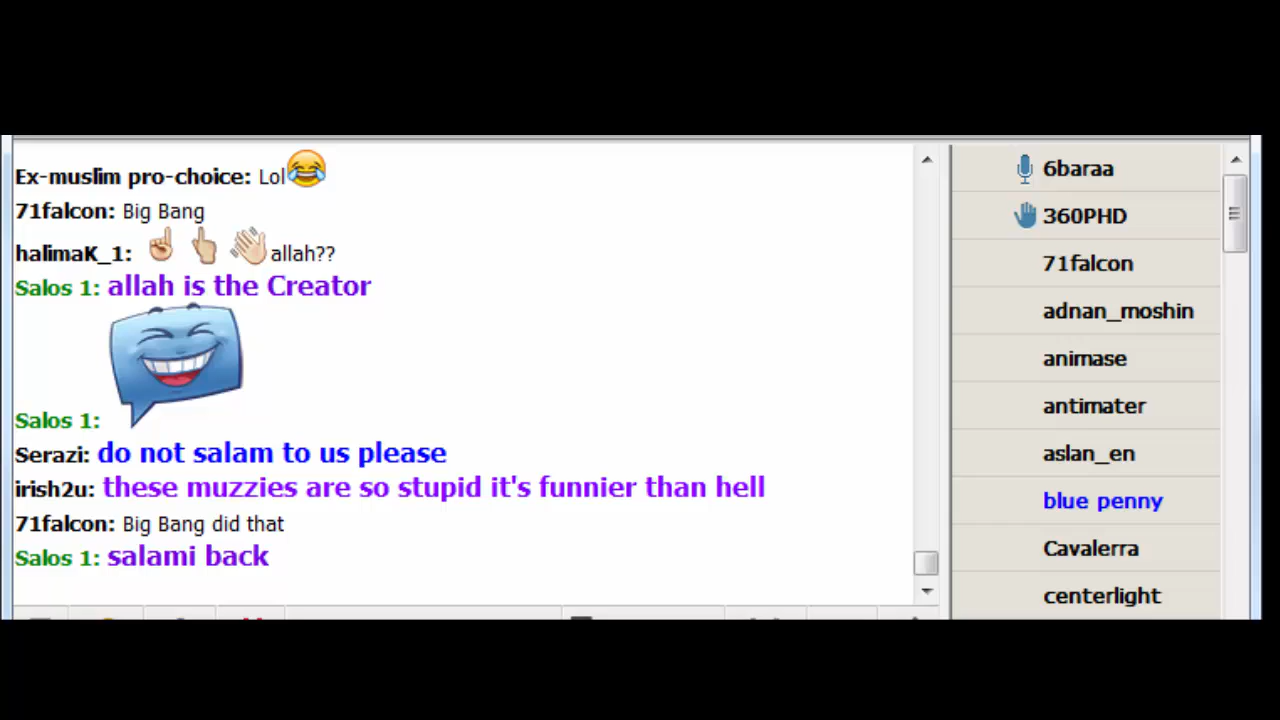 Ex-muslim pro-choice: Lol
71falcon: Big Bang
halimaK_1: allah??
Salos 1: allah is the Creator
Salos 1:
Serazi: do not salam to us please
irish2u: these muzzies are so stupid it's funnier than hell
71falcon: Big Bang did that
Salos 1: salami back
6baraa
360PHD
71falcon
adnan_moshin
animase
antimater
aslan_en
blue penny
Cavalerra
centerlight